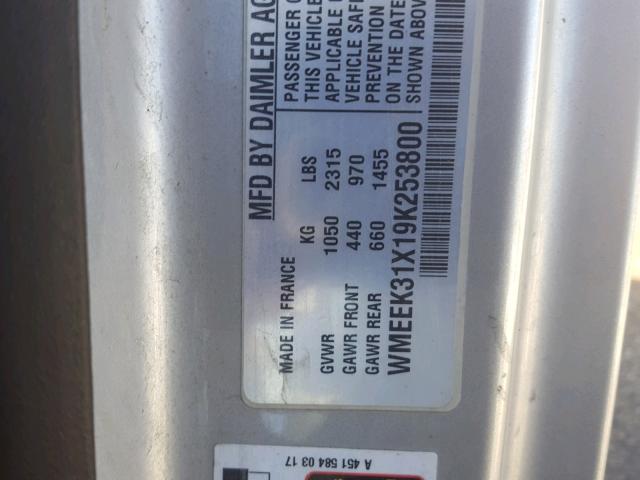 MFD BY DAIMLER AG
PASSENGER
THIS VEHICLE
APPLICABLE
VEHICLE
PREVENTION
ON THE DATE
SHOWN ABOVE
MADE IN FRANCE
KG LBS
GVWR 1050 2315
GAWR FRONT 440 970
GAWR REAR 660 1455
WMEEK31X19K253800
A 451 584 03 17